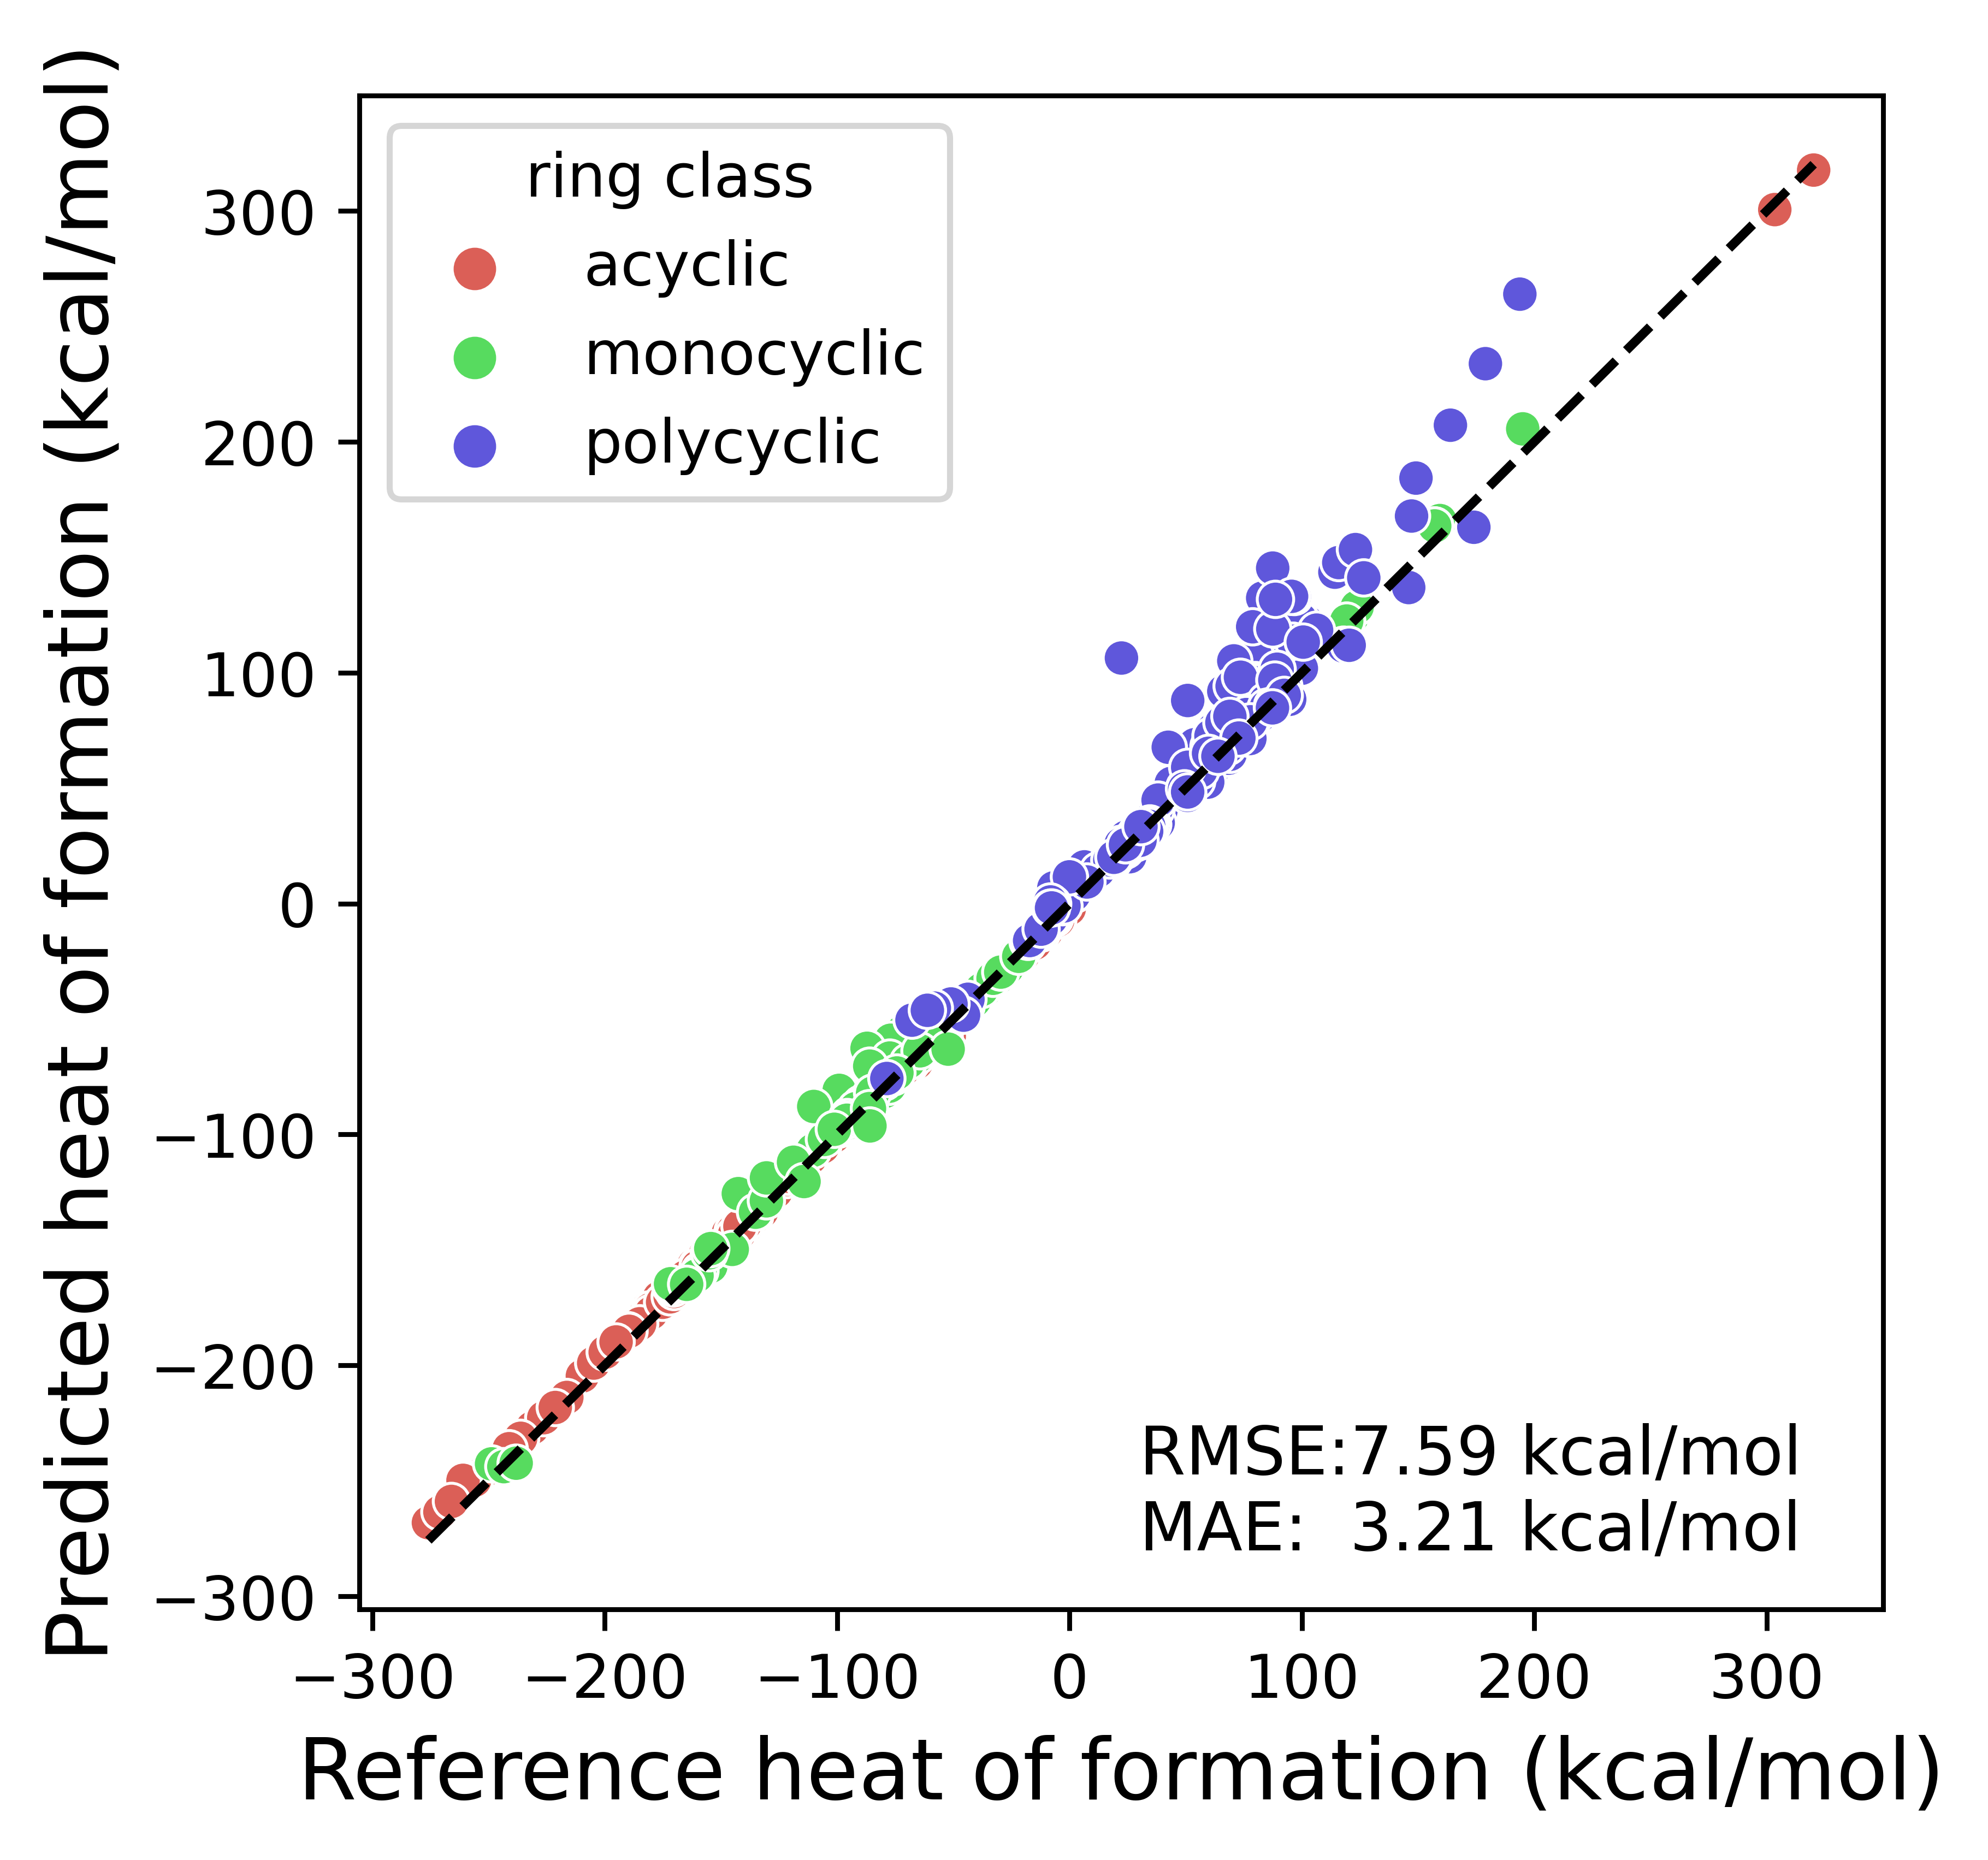 Predicted heat of formation (kcal/mol)
300
200
100
0
−100
−200
−300
ring class
acyclic
monocyclic
polycyclic
RMSE:7.59 kcal/mol
MAE: 3.21 kcal/mol
−300 −200 −100 0 100 200 300
Reference heat of formation (kcal/mol)